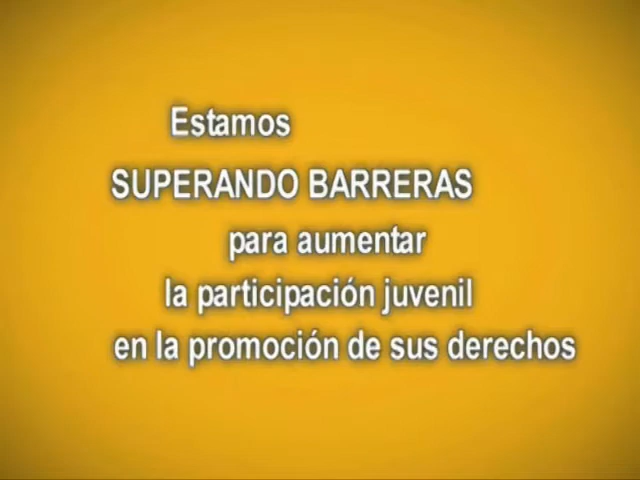 Estamos
SUPERANDO BARRERAS
para aumentar
la participación juvenil
en la promoción de sus derechos